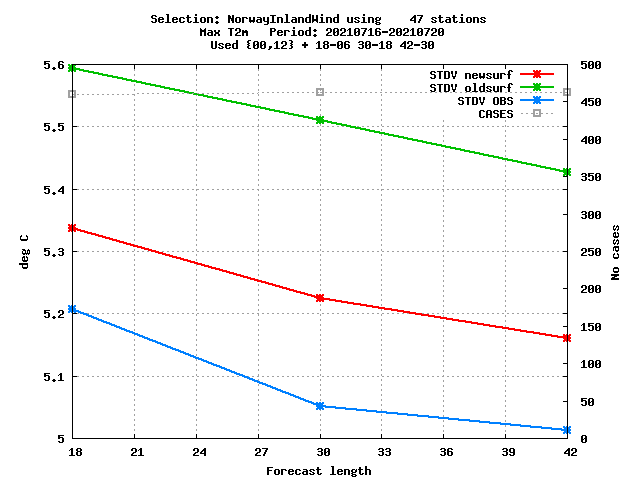 Selection: NorwayInlandWind using    47 stations
Max T2m   Period: 20210716-20210720
Used {00,12} + 18-06 30-18 42-30
STDV newsurf
STDV oldsurf
STDV OBS
CASES
deg C
5.6
5.5
5.4
5.3
5.2
5.1
5
500
450
400
350
300
250
200
150
100
50
0
No cases
18 21 24 27 30 33 36 39 42
Forecast length